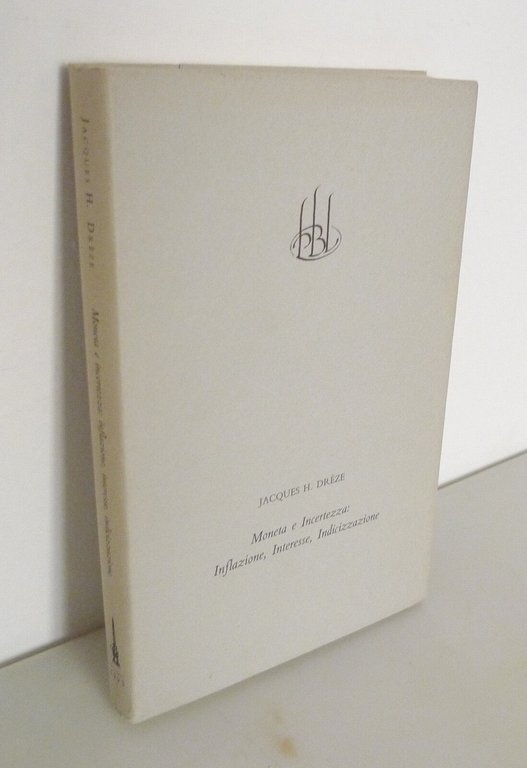 JACQUES H. DRÈZE
Moneta e Incertezza:
Inflazione, Interesse, Indicizzazione
JACQUES H. DRÈZE
Moneta e incertezza: inflazione, interesse, indicizzazione